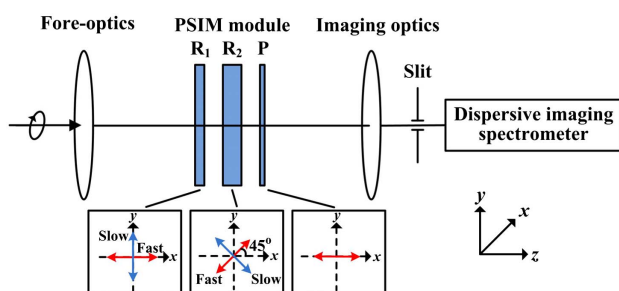 Fore-optics
PSIM module
Imaging optics
R1 R2 P
Slit
Dispersive imaging
spectrometer
y
Slow
Fast
x
y
45°
x
Fast
Slow
y
x
y
x
z